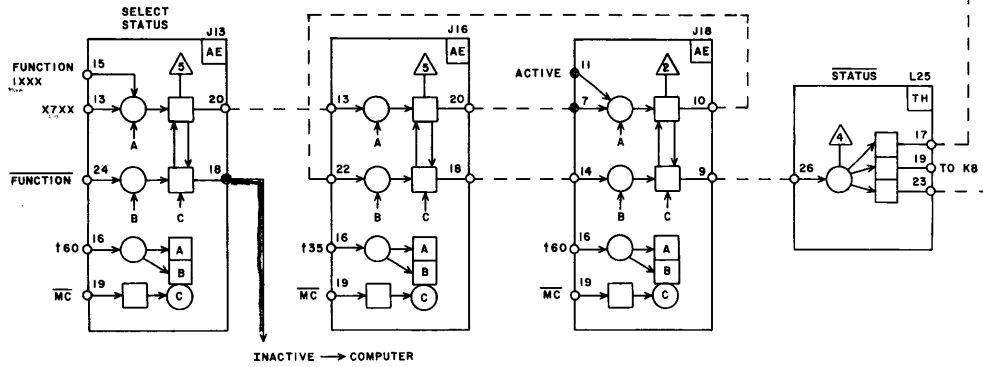 SELECT
STATUS
J13
AE
5
FUNCTION
1XXX
15
X7XX
13
20
A
FUNCTION
24
18
B
C
t60
16
A
B
MC
19
C
INACTIVE → COMPUTER
J16
AE
5
13
20
A
22
18
B
C
t35
16
A
B
MC
19
C
J18
AE
2
ACTIVE
11
7
10
A
14
9
B
C
t60
16
A
B
MC
19
C
STATUS
L25
TH
4
26
17
19
TO K8
23